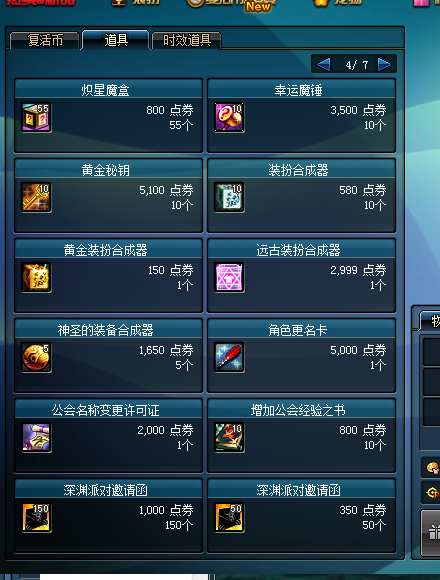 New
复活币 道具 时效道具
4/ 7
炽星魔盒 幸运魔锤
55 800 点券 10 3,500 点券
55个 10个
黄金秘钥 装扮合成器
10 5,100 点券 10 580 点券
10个 10个
黄金装扮合成器 远古装扮合成器
150 点券 2,999 点券
1个 1个
神圣的装备合成器 角色更名卡
5 1,650 点券 5,000 点券
5个 1个
公会名称变更许可证 增加公会经验之书
2,000 点券 10 800 点券
1个 10个
深渊派对邀请函 深渊派对邀请函
150 1,000 点券 50 350 点券
150个 50个